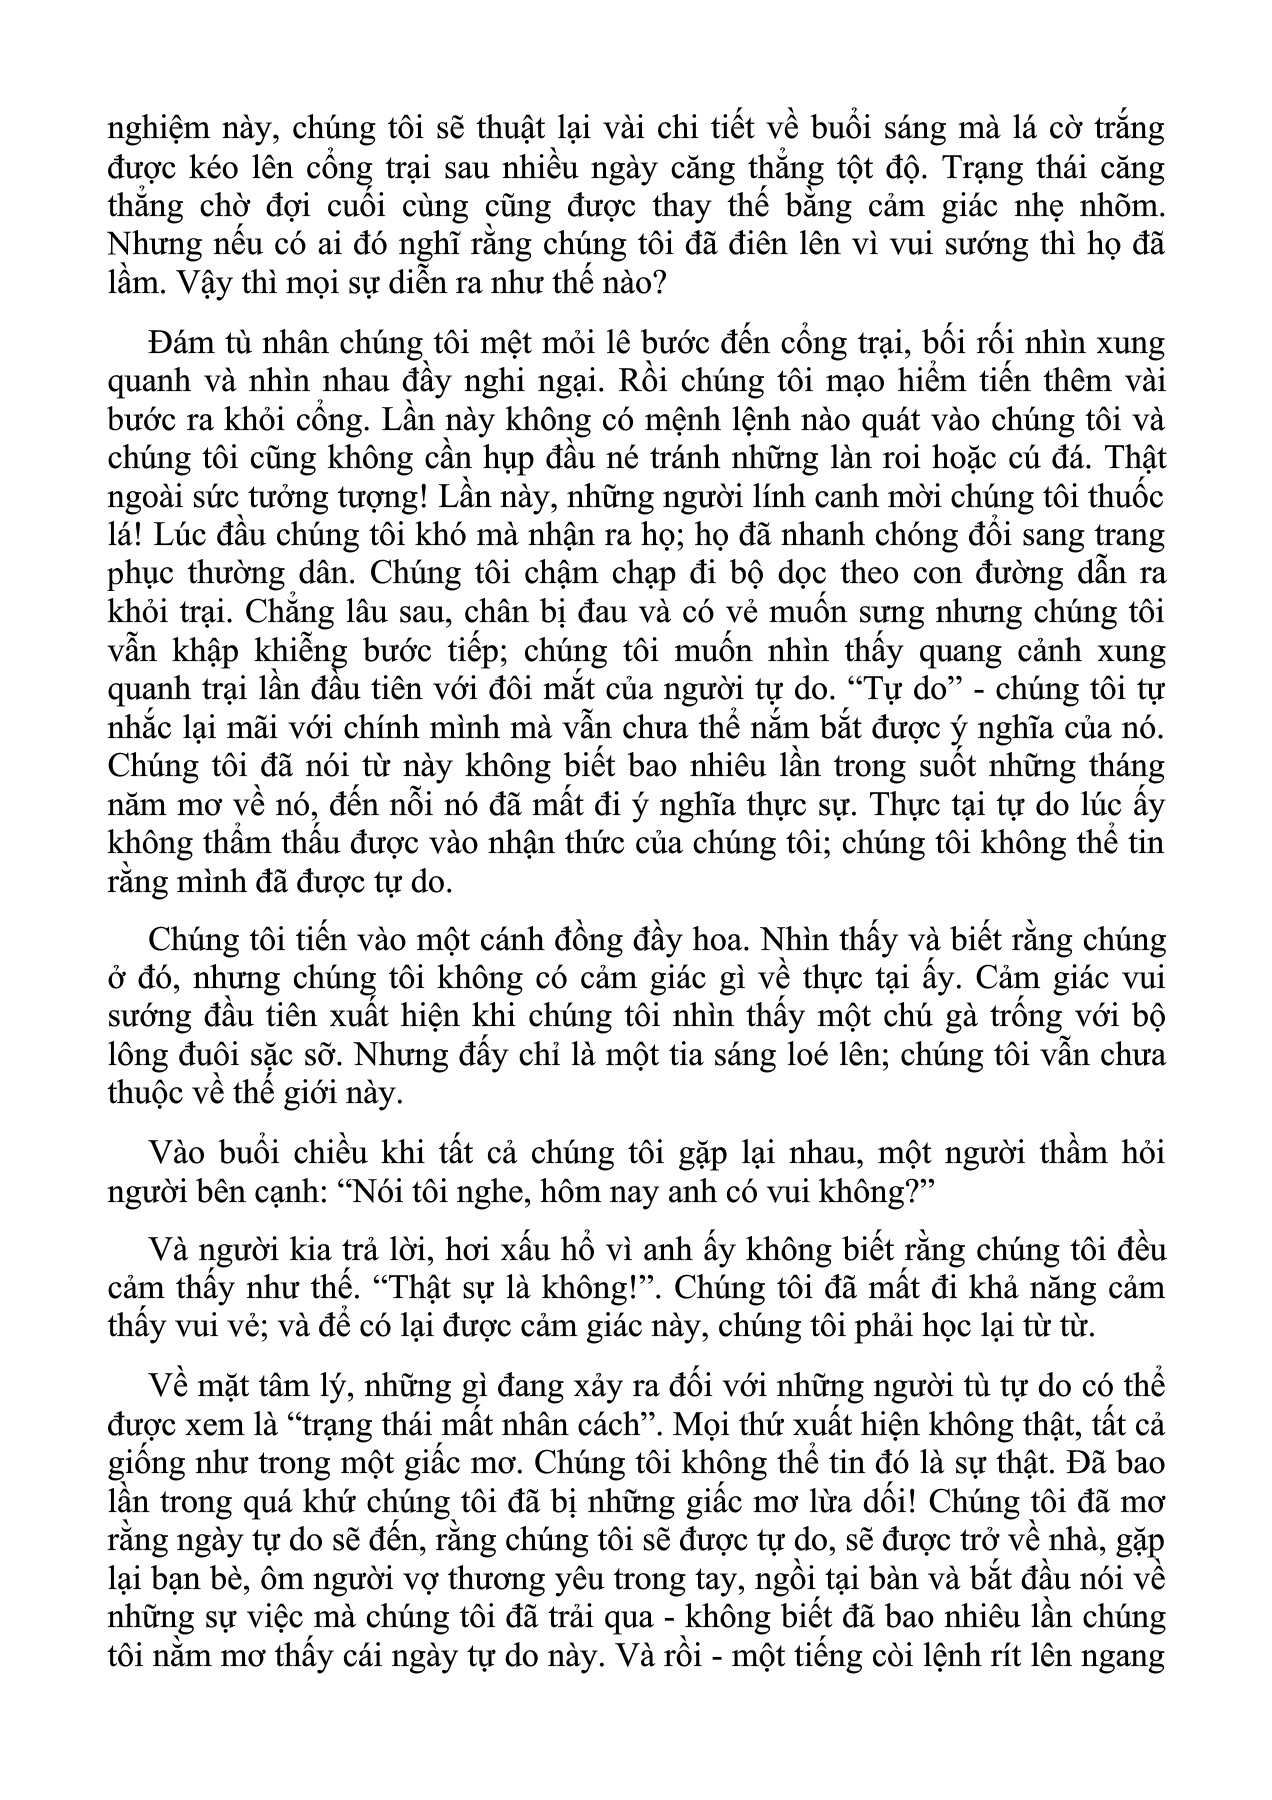 nghiệm này, chúng tôi sẽ thuật lại vài chi tiết về buổi sáng mà lá cờ trắng
được kéo lên cổng trại sau nhiều ngày căng thẳng tột độ. Trạng thái căng
thẳng chờ đợi cuối cùng cũng được thay thế bằng cảm giác nhẹ nhõm.
Nhưng nếu có ai đó nghĩ rằng chúng tôi đã điên lên vì vui sướng thì họ đã
lầm. Vậy thì mọi sự diễn ra như thế nào?
Đám tù nhân chúng tôi mệt mỏi lê bước đến cổng trại, bối rối nhìn xung
quanh và nhìn nhau đầy nghi ngại. Rồi chúng tôi mạo hiểm tiến thêm vài
bước ra khỏi cổng. Lần này không có mệnh lệnh nào quát vào chúng tôi và
chúng tôi cũng không cần hụp đầu né tránh những làn roi hoặc cú đá. Thật
ngoài sức tưởng tượng! Lần này, những người lính canh mời chúng tôi thuốc
lá! Lúc đầu chúng tôi khó mà nhận ra họ; họ đã nhanh chóng đổi sang trang
phục thường dân. Chúng tôi chậm chạp đi bộ dọc theo con đường dẫn ra
khỏi trại. Chẳng lâu sau, chân bị đau và có vẻ muốn sưng nhưng chúng tôi
vẫn khập khiễng bước tiếp; chúng tôi muốn nhìn thấy quang cảnh xung
quanh trại lần đầu tiên với đôi mắt của người tự do. “Tự do” - chúng tôi tự
nhắc lại mãi với chính mình mà vẫn chưa thể nắm bắt được ý nghĩa của nó.
Chúng tôi đã nói từ này không biết bao nhiêu lần trong suốt những tháng
năm mơ về nó, đến nỗi nó đã mất đi ý nghĩa thực sự. Thực tại tự do lúc ấy
không thẩm thấu được vào nhận thức của chúng tôi; chúng tôi không thể tin
rằng mình đã được tự do.
Chúng tôi tiến vào một cánh đồng đầy hoa. Nhìn thấy và biết rằng chúng
ở đó, nhưng chúng tôi không có cảm giác gì về thực tại ấy. Cảm giác vui
sướng đầu tiên xuất hiện khi chúng tôi nhìn thấy một chú gà trống với bộ
lông đuôi sặc sỡ. Nhưng đấy chỉ là một tia sáng loé lên; chúng tôi vẫn chưa
thuộc về thế giới này.
Vào buổi chiều khi tất cả chúng tôi gặp lại nhau, một người thầm hỏi
người bên cạnh: “Nói tôi nghe, hôm nay anh có vui không?”
Và người kia trả lời, hơi xấu hổ vì anh ấy không biết rằng chúng tôi đều
cảm thấy như thế. “Thật sự là không!”. Chúng tôi đã mất đi khả năng cảm
thấy vui vẻ; và để có lại được cảm giác này, chúng tôi phải học lại từ từ.
Về mặt tâm lý, những gì đang xảy ra đối với những người tù tự do có thể
được xem là “trạng thái mất nhân cách”. Mọi thứ xuất hiện không thật, tất cả
giống như trong một giấc mơ. Chúng tôi không thể tin đó là sự thật. Đã bao
lần trong quá khứ chúng tôi đã bị những giấc mơ lừa dối! Chúng tôi đã mơ
rằng ngày tự do sẽ đến, rằng chúng tôi sẽ được tự do, sẽ được trở về nhà, gặp
lại bạn bè, ôm người vợ thương yêu trong tay, ngồi tại bàn và bắt đầu nói về
những sự việc mà chúng tôi đã trải qua - không biết đã bao nhiêu lần chúng
tôi nằm mơ thấy cái ngày tự do này. Và rồi - một tiếng còi lệnh rít lên ngang